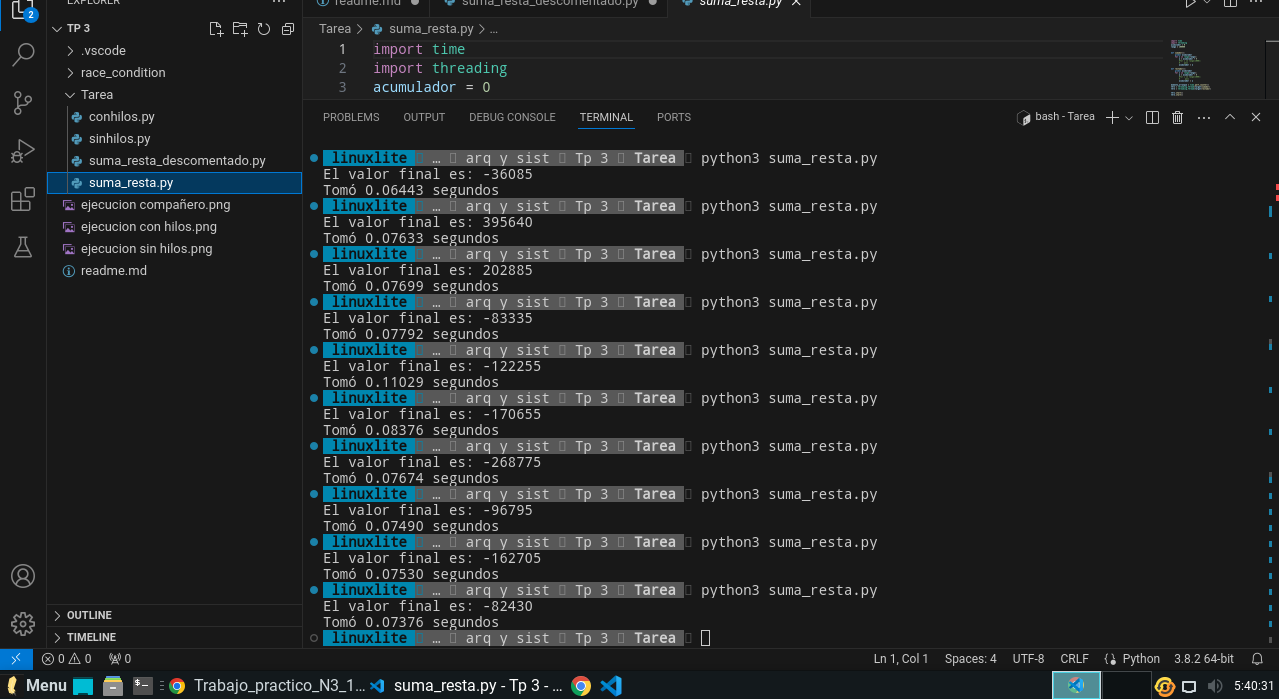 EXPLORER
readme.md
suma_resta_descomentado.py
suma_resta.py
2
TP 3
.vscode
race_condition
Tarea
conhilos.py
sinhilos.py
suma_resta_descomentado.py
suma_resta.py
ejecucion compañero.png
ejecucion con hilos.png
ejecucion sin hilos.png
readme.md
OUTLINE
TIMELINE
Tarea > suma_resta.py > ...
1 import time
2 import threading
3 acumulador = 0
PROBLEMS OUTPUT DEBUG CONSOLE TERMINAL PORTS
bash - Tarea
linuxlite … arq y sist Tp 3 Tarea python3 suma_resta.py
El valor final es: -36085
Tomó 0.06443 segundos
linuxlite … arq y sist Tp 3 Tarea python3 suma_resta.py
El valor final es: 395640
Tomó 0.07633 segundos
linuxlite … arq y sist Tp 3 Tarea python3 suma_resta.py
El valor final es: 202885
Tomó 0.07699 segundos
linuxlite … arq y sist Tp 3 Tarea python3 suma_resta.py
El valor final es: -83335
Tomó 0.07792 segundos
linuxlite … arq y sist Tp 3 Tarea python3 suma_resta.py
El valor final es: -122255
Tomó 0.11029 segundos
linuxlite … arq y sist Tp 3 Tarea python3 suma_resta.py
El valor final es: -170655
Tomó 0.08376 segundos
linuxlite … arq y sist Tp 3 Tarea python3 suma_resta.py
El valor final es: -268775
Tomó 0.07674 segundos
linuxlite … arq y sist Tp 3 Tarea python3 suma_resta.py
El valor final es: -96795
Tomó 0.07490 segundos
linuxlite … arq y sist Tp 3 Tarea python3 suma_resta.py
El valor final es: -162705
Tomó 0.07530 segundos
linuxlite … arq y sist Tp 3 Tarea python3 suma_resta.py
El valor final es: -82430
Tomó 0.07376 segundos
linuxlite … arq y sist Tp 3 Tarea
0 0 0 Ln 1, Col 1 Spaces: 4 UTF-8 CRLF Python 3.8.2 64-bit
Menu Trabajo_practico_N3_1... suma_resta.py - Tp 3 - ... 5:40:31